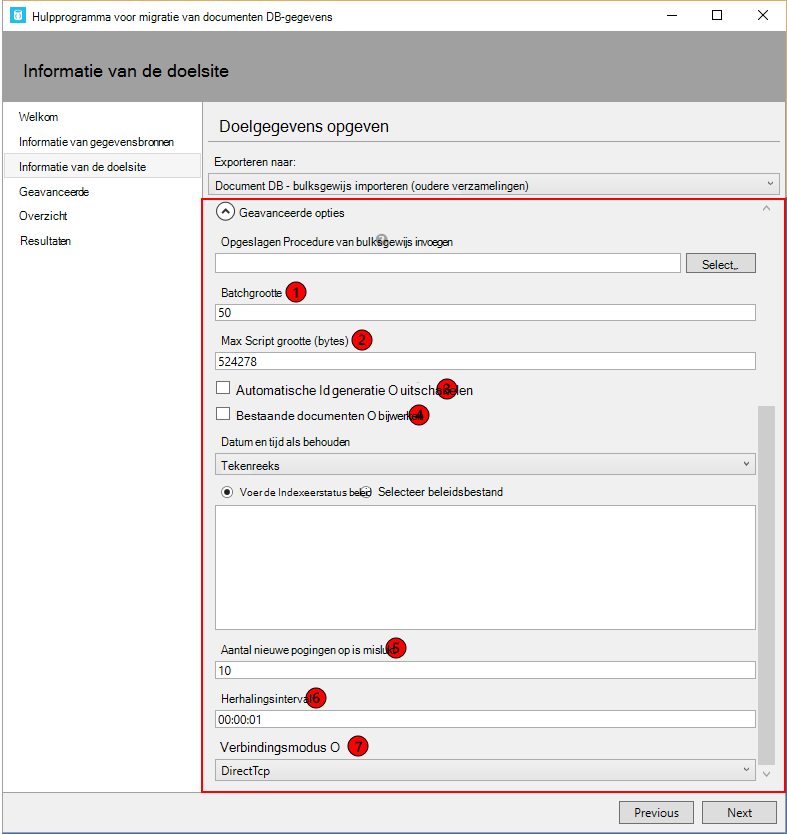 Hulpprogramma voor migratie van documenten DB-gegevens
Informatie van de doelsite
Welkom
Informatie van gegevensbronnen
Informatie van de doelsite
Geavanceerde
Overzicht
Resultaten
Doelgegevens opgeven
Exporteren naar:
Document DB - bulksgewijs importeren (oudere verzamelingen)
Geavanceerde opties
Opgeslagen Procedure van bulksgewijs invoegen
Select..
Batchgrootte 1
50
Max Script grootte (bytes) 2
524278
Automatische Id generatie O uitschakelen 3
Bestaande documenten O bijwerken 4
Datum en tijd als behouden
Tekenreeks
Voer de Indexeerstatus beleid Selecteer beleidsbestand
Aantal nieuwe pogingen op is mislukt 5
10
Herhalingsinterval 6
00:00:01
Verbindingsmodus O 7
DirectTcp
Previous Next